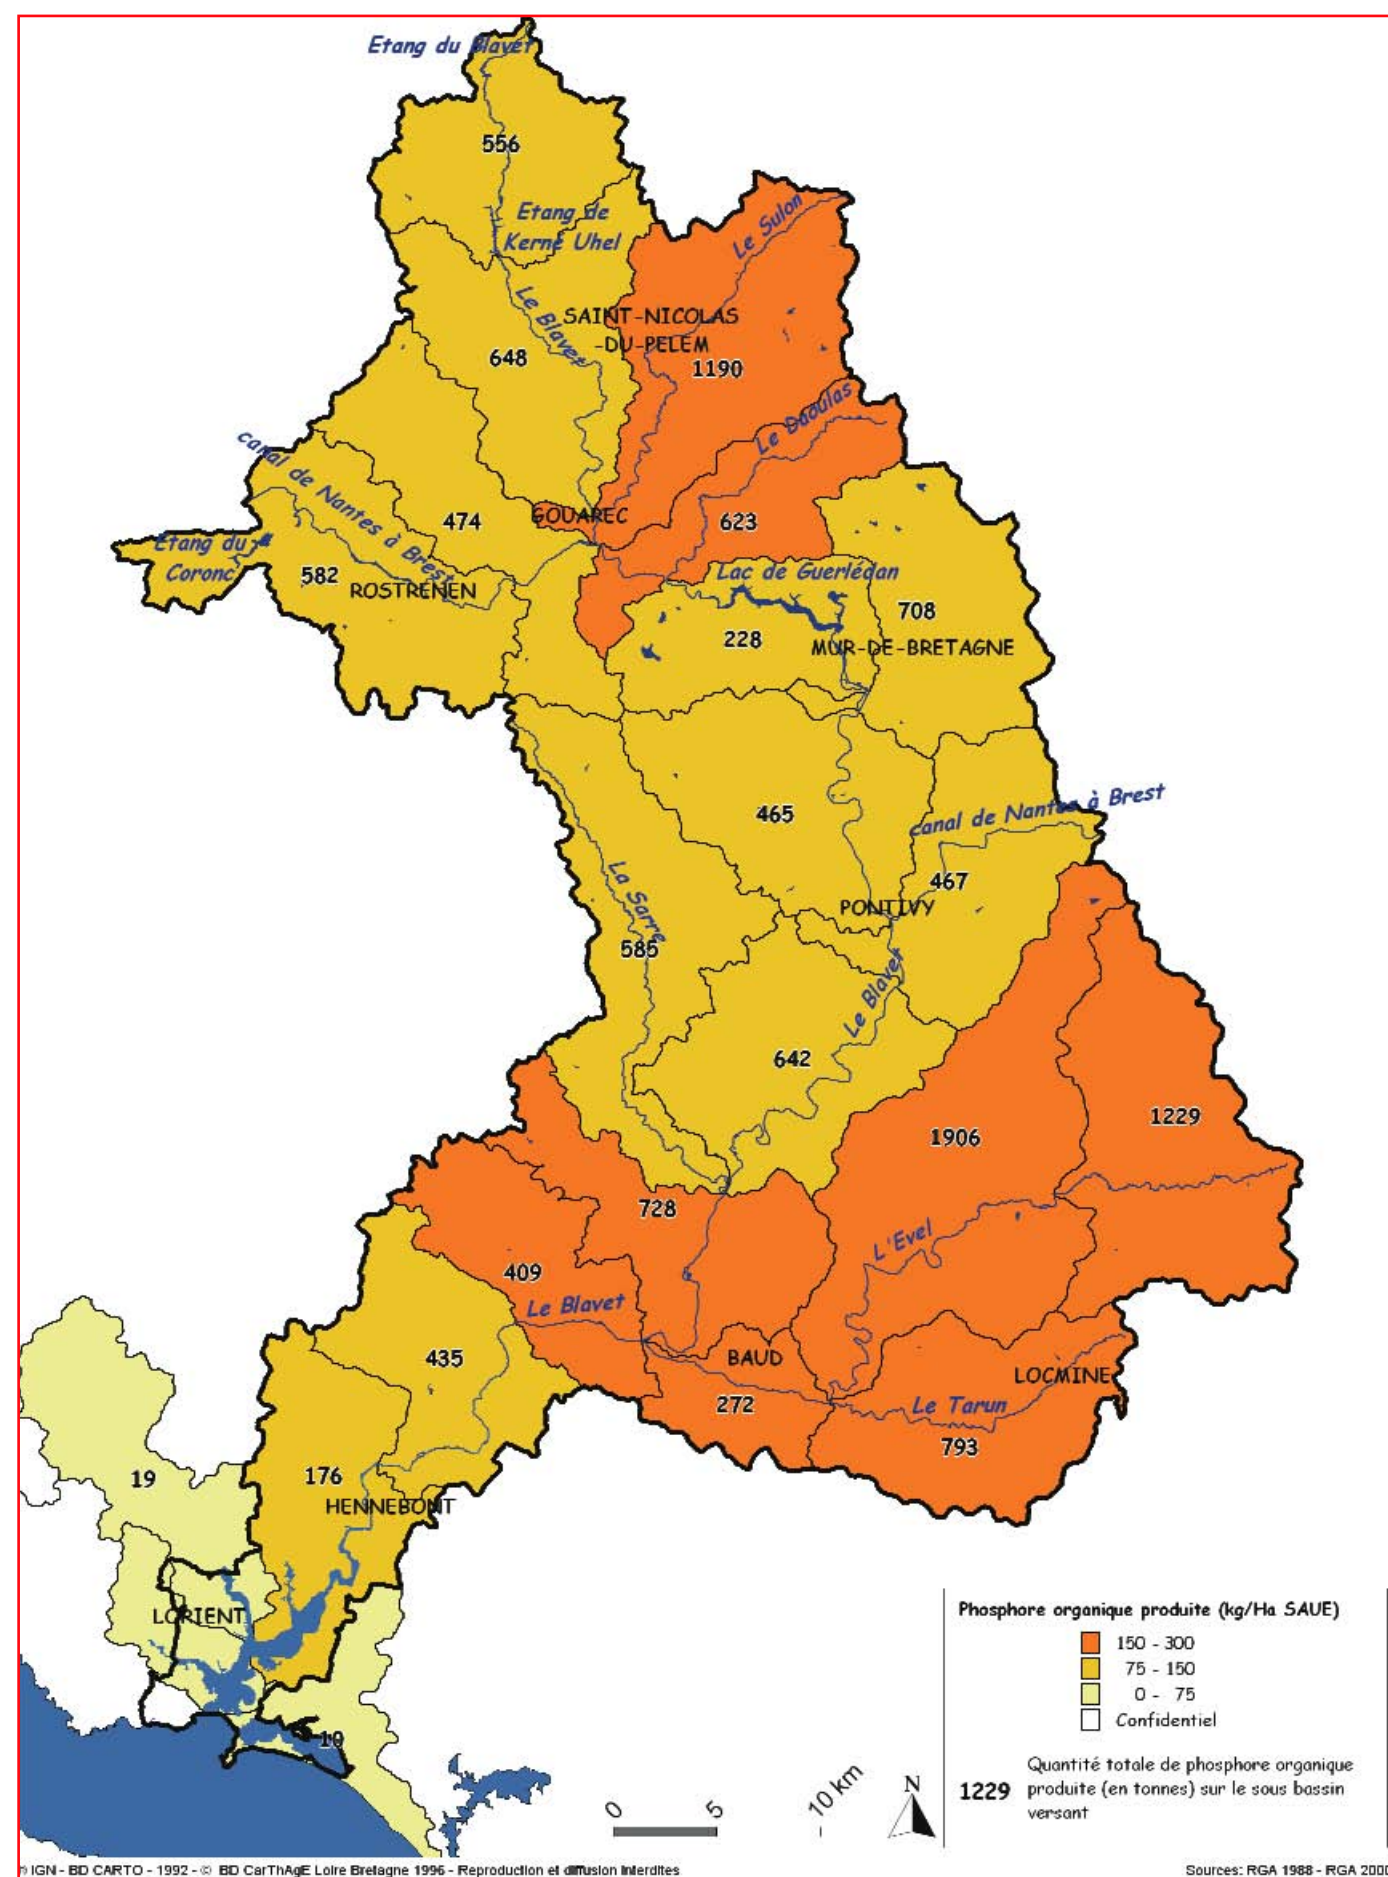 Etang du Blavet
556
Etang de
Kerne Uhel
Le Sulon
Le Blavet
SAINT-NICOLAS
-DU-PELEM
648
1190
Le Daoulas
canal de Nantes à Brest
474
GOUAREC
623
Etang du
Coronc
582
ROSTRENEN
Lac de Guerlédan
708
228
MUR-DE-BRETAGNE
465
canal de Nantes à Brest
467
La Sarre
PONTIVY
585
Le Blavet
642
1906
1229
728
L'Evel
409
Le Blavet
435
BAUD
LOCMINE
272
Le Tarun
793
19
176
HENNEBONT
LORIENT
10
Phosphore organique produite (kg/Ha SAUE)
150 - 300
75 - 150
0 - 75
Confidentiel
1229 Quantité totale de phosphore organique
produite (en tonnes) sur le sous bassin
versant
0 5 10 km
N
© IGN - BD CARTO - 1992 - © BD CarThAgE Loire Bretagne 1996 - Reproduction et diffusion interdites
Sources: RGA 1988 - RGA 2000